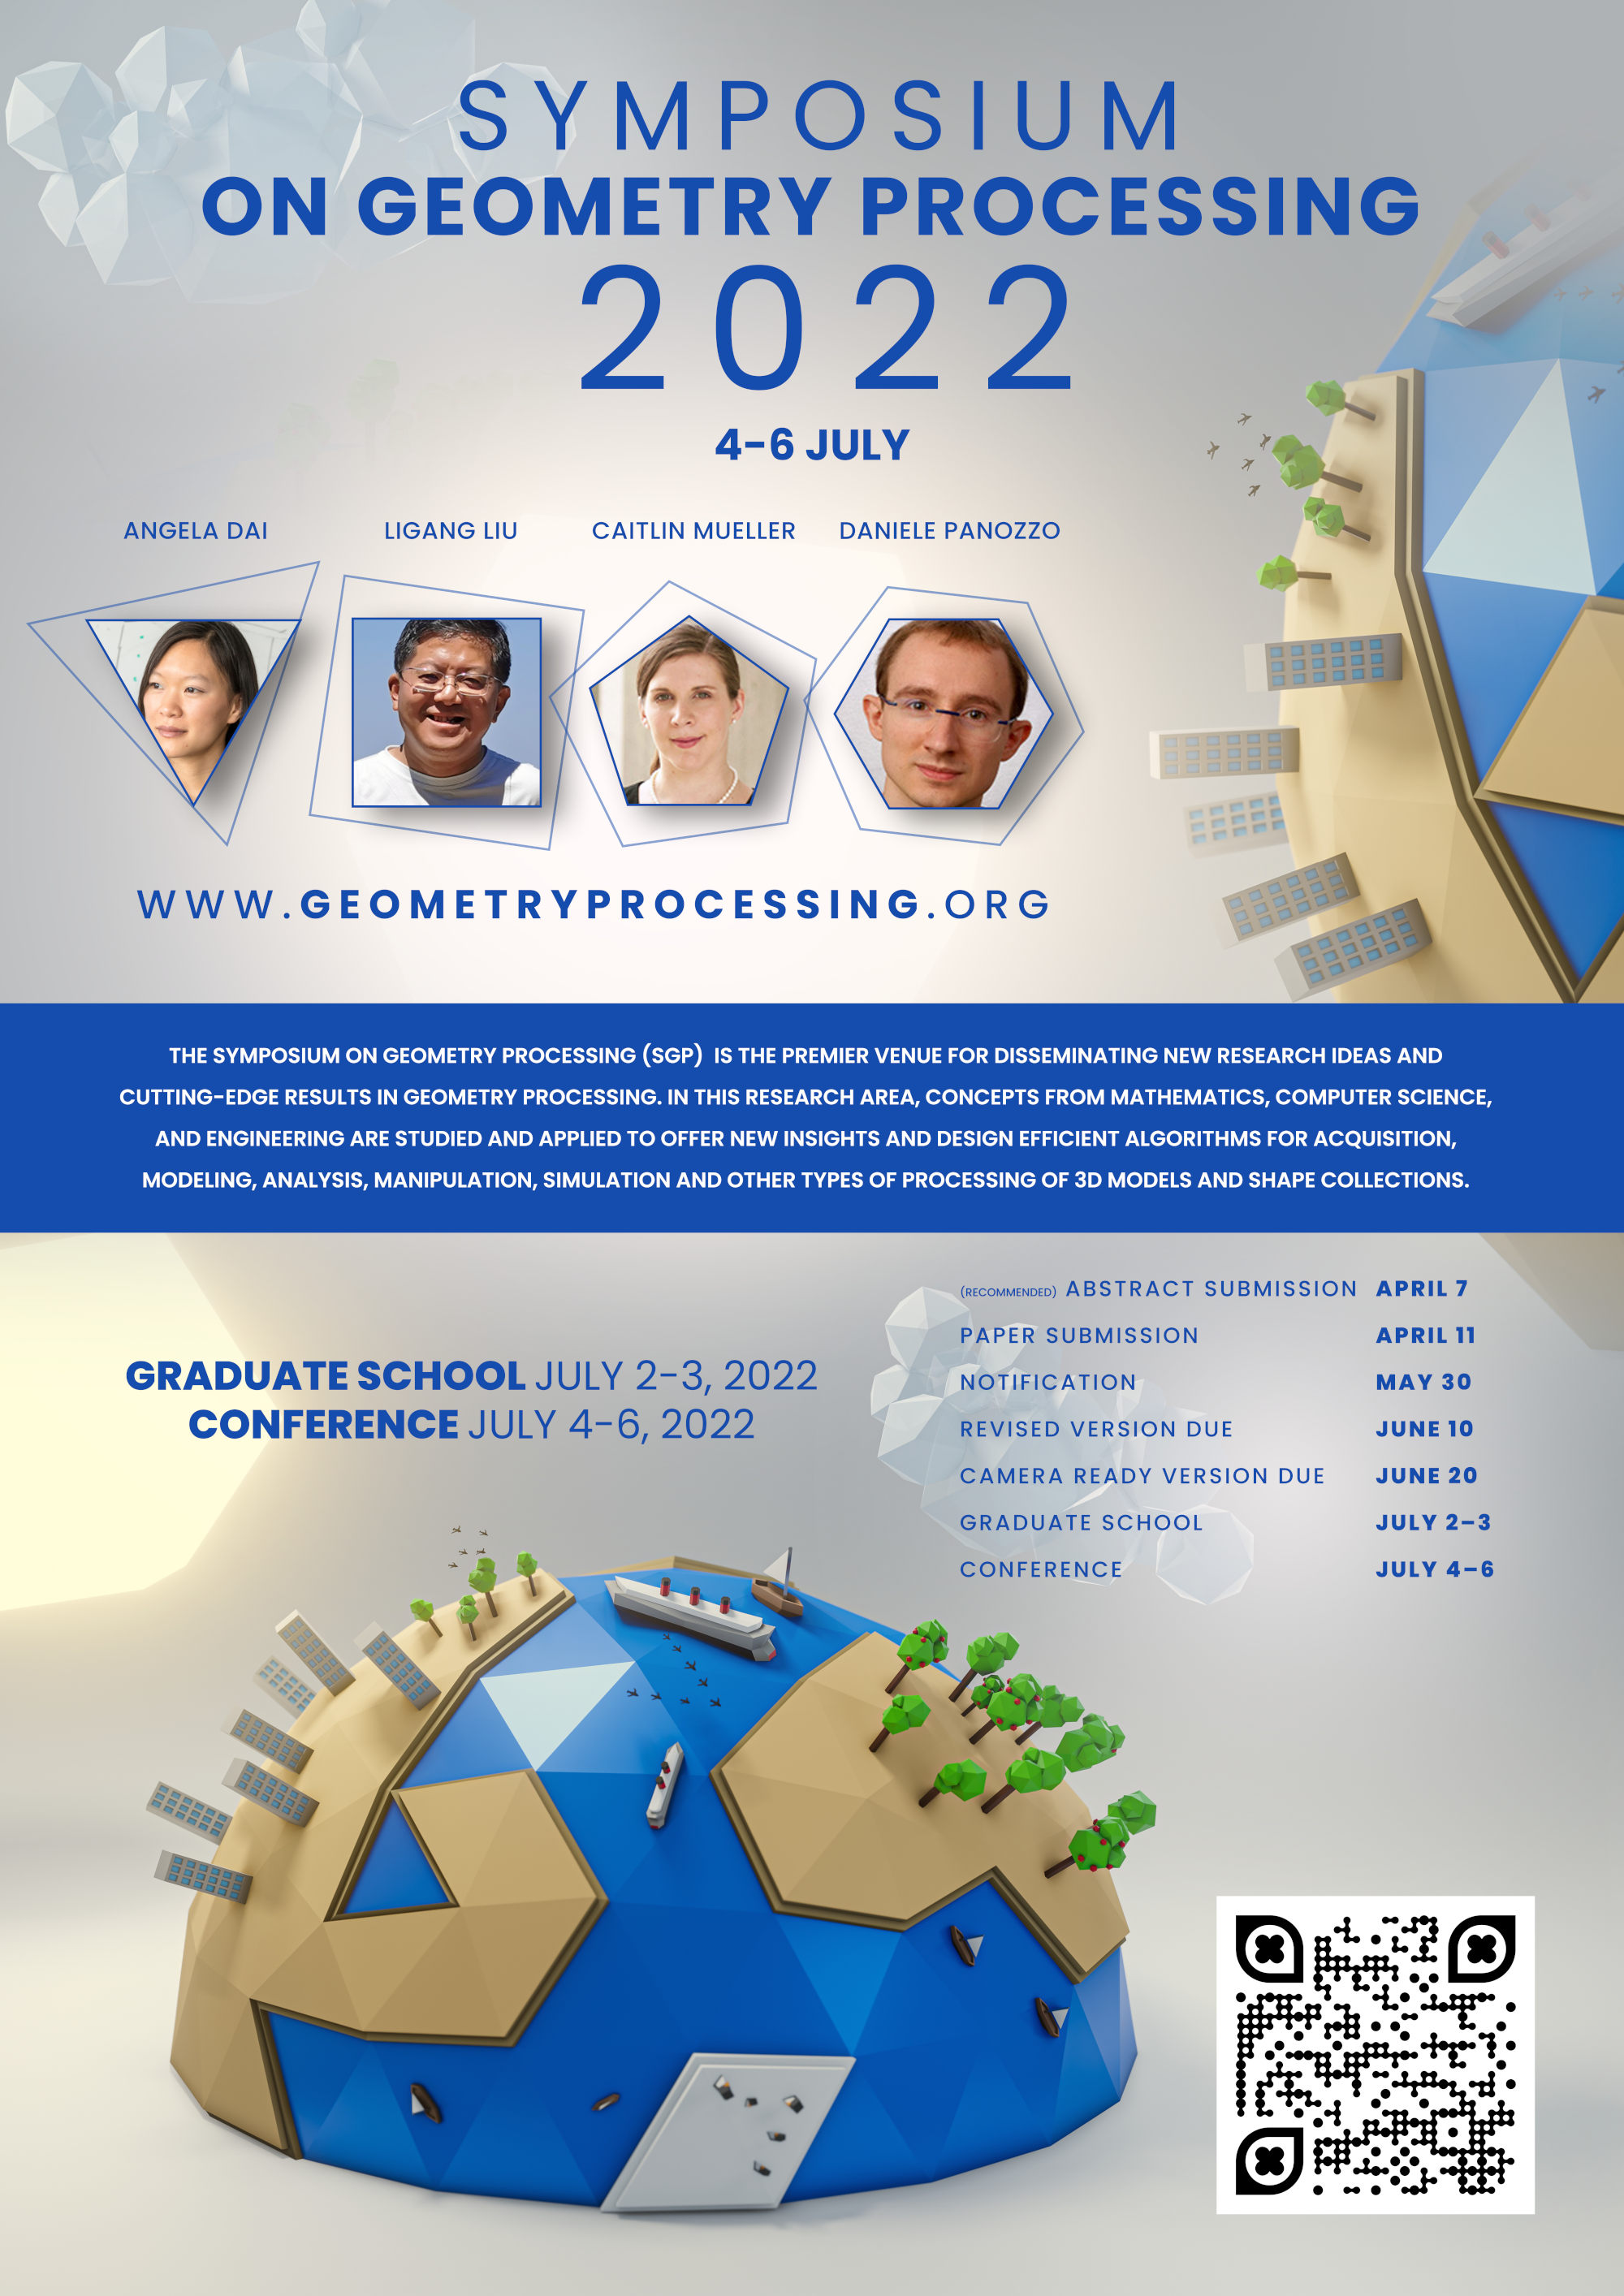 SYMPOSIUM
ON GEOMETRY PROCESSING
2022
4-6 JULY
ANGELA DAI
LIGANG LIU
CAITLIN MUELLER
DANIELE PANOZZO
WWW.GEOMETRYPROCESSING.ORG
THE SYMPOSIUM ON GEOMETRY PROCESSING (SGP) IS THE PREMIER VENUE FOR DISSEMINATING NEW RESEARCH IDEAS AND
CUTTING-EDGE RESULTS IN GEOMETRY PROCESSING. IN THIS RESEARCH AREA, CONCEPTS FROM MATHEMATICS, COMPUTER SCIENCE,
AND ENGINEERING ARE STUDIED AND APPLIED TO OFFER NEW INSIGHTS AND DESIGN EFFICIENT ALGORITHMS FOR ACQUISITION,
MODELING, ANALYSIS, MANIPULATION, SIMULATION AND OTHER TYPES OF PROCESSING OF 3D MODELS AND SHAPE COLLECTIONS.
GRADUATE SCHOOL JULY 2-3, 2022
CONFERENCE JULY 4-6, 2022
(RECOMMENDED) ABSTRACT SUBMISSION APRIL 7
PAPER SUBMISSION APRIL 11
NOTIFICATION MAY 30
REVISED VERSION DUE JUNE 10
CAMERA READY VERSION DUE JUNE 20
GRADUATE SCHOOL JULY 2-3
CONFERENCE JULY 4-6